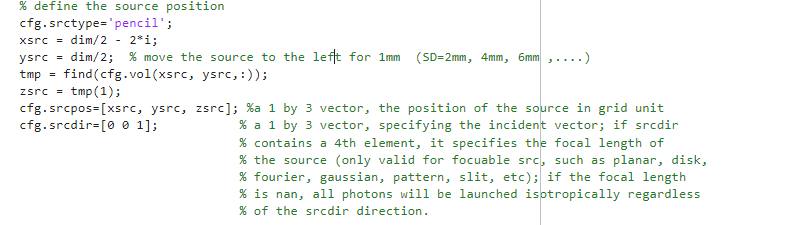 % define the source position
cfg.srctype='pencil';
xsrc = dim/2 - 2*i;
ysrc = dim/2;  % move the source to the left for 1mm  (SD=2mm, 4mm, 6mm ,....)
tmp = find(cfg.vol(xsrc, ysrc,:));
zsrc = tmp(1);
cfg.srcpos=[xsrc, ysrc, zsrc]; %a 1 by 3 vector, the position of the source in grid unit
cfg.srcdir=[0 0 1];           % a 1 by 3 vector, specifying the incident vector; if srcdir
% contains a 4th element, it specifies the focal length of
% the source (only valid for focuable src, such as planar, disk,
% fourier, gaussian, pattern, slit, etc); if the focal length
% is nan, all photons will be launched isotropically regardless
% of the srcdir direction.